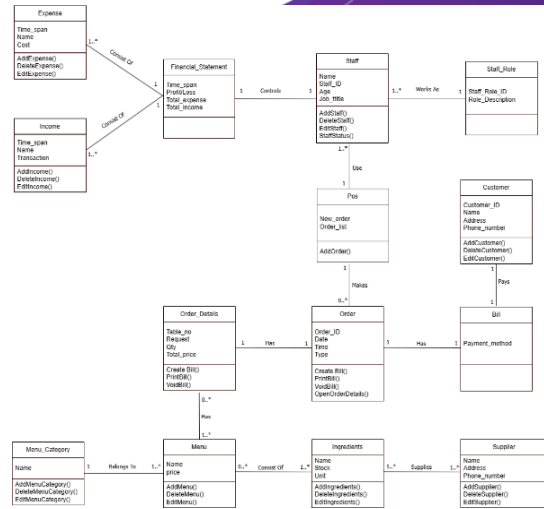 Expense
Time_span
Name
Cost
AddExpense()
DeleteExpense()
EditExpense()
1..*
Consist Of
1
Financial_Statement
Time_span
Profit/Loss
Total_expense
Total_income
1
Controls
1
Staff
Name
Staff_ID
Age
Job_title
AddStaff()
DeleteStaff()
EditStaff()
StaffStatus()
1..*
Works As
1
Staff_Role
Staff_Role_ID
Role_Description
Income
Time_span
Name
Transaction
AddIncome()
DeleteIncome()
EditIncome()
1..*
Consist Of
1
1..*
Use
1
Pos
New_order
Order_list
AddOrder()
1
Makes
0..*
Customer
Customer_ID
Name
Address
Phone_number
AddCustomer()
DeleteCustomer()
EditCustomer()
1
Pays
1
Order_Details
Table_no
Request
Qty
Total_price
Create Bill()
PrintBill()
VoidBill()
1
Has
1
Order
Order_ID
Date
Time
Type
Create Bill()
PrintBill()
VoidBill()
OpenOrderDetails()
1
Has
1
Bill
Payment_method
0..*
Has
1..*
Menu_Category
Name
AddMenuCategory()
DeleteMenuCategory()
EditMenuCategory()
1
Belongs To
1..*
Menu
Name
price
AddMenu()
DeleteMenu()
EditMenu()
0..*
Consist Of
1..*
Ingredients
Name
Stock
Unit
AddIngredients()
DeleteIngredients()
EditIngredients()
1..*
Supplies
1..*
Supplier
Name
Address
Phone_number
AddSupplier()
DeleteSupplier()
EditSupplier()